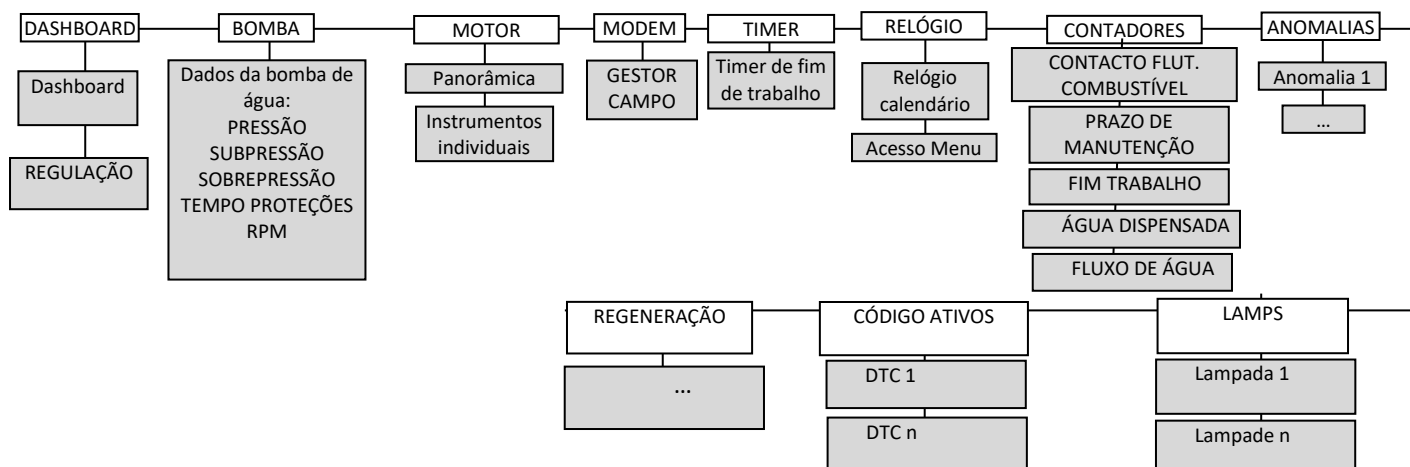 DASHBOARD
Dashboard
REGULAÇÃO
BOMBA
Dados da bomba de
água:
PRESSÃO
SUBPRESSÃO
SOBREPRESSÃO
TEMPO PROTEÇÕES
RPM
MOTOR
Panorâmica
Instrumentos
individuais
MODEM
GESTOR
CAMPO
TIMER
Timer de fim
de trabalho
RELÓGIO
Relógio
calendário
Acesso Menu
CONTADORES
CONTACTO FLUT.
COMBUSTÍVEL
PRAZO DE
MANUTENÇÃO
FIM TRABALHO
ÁGUA DISPENSADA
FLUXO DE ÁGUA
ANOMALIAS
Anomalia 1
...
REGENERAÇÃO
...
CÓDIGO ATIVOS
DTC 1
DTC n
LAMPS
Lampada 1
Lampade n